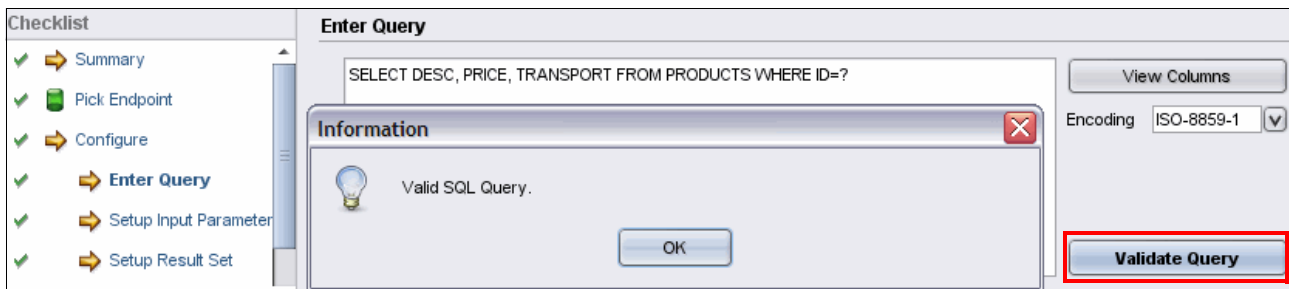 Checklist
Summary
Pick Endpoint
Configure
Enter Query
Setup Input Parameter
Setup Result Set
Enter Query
SELECT DESC, PRICE, TRANSPORT FROM PRODUCTS WHERE ID=?
View Columns
Encoding ISO-8859-1
Information
Valid SQL Query.
OK
Validate Query